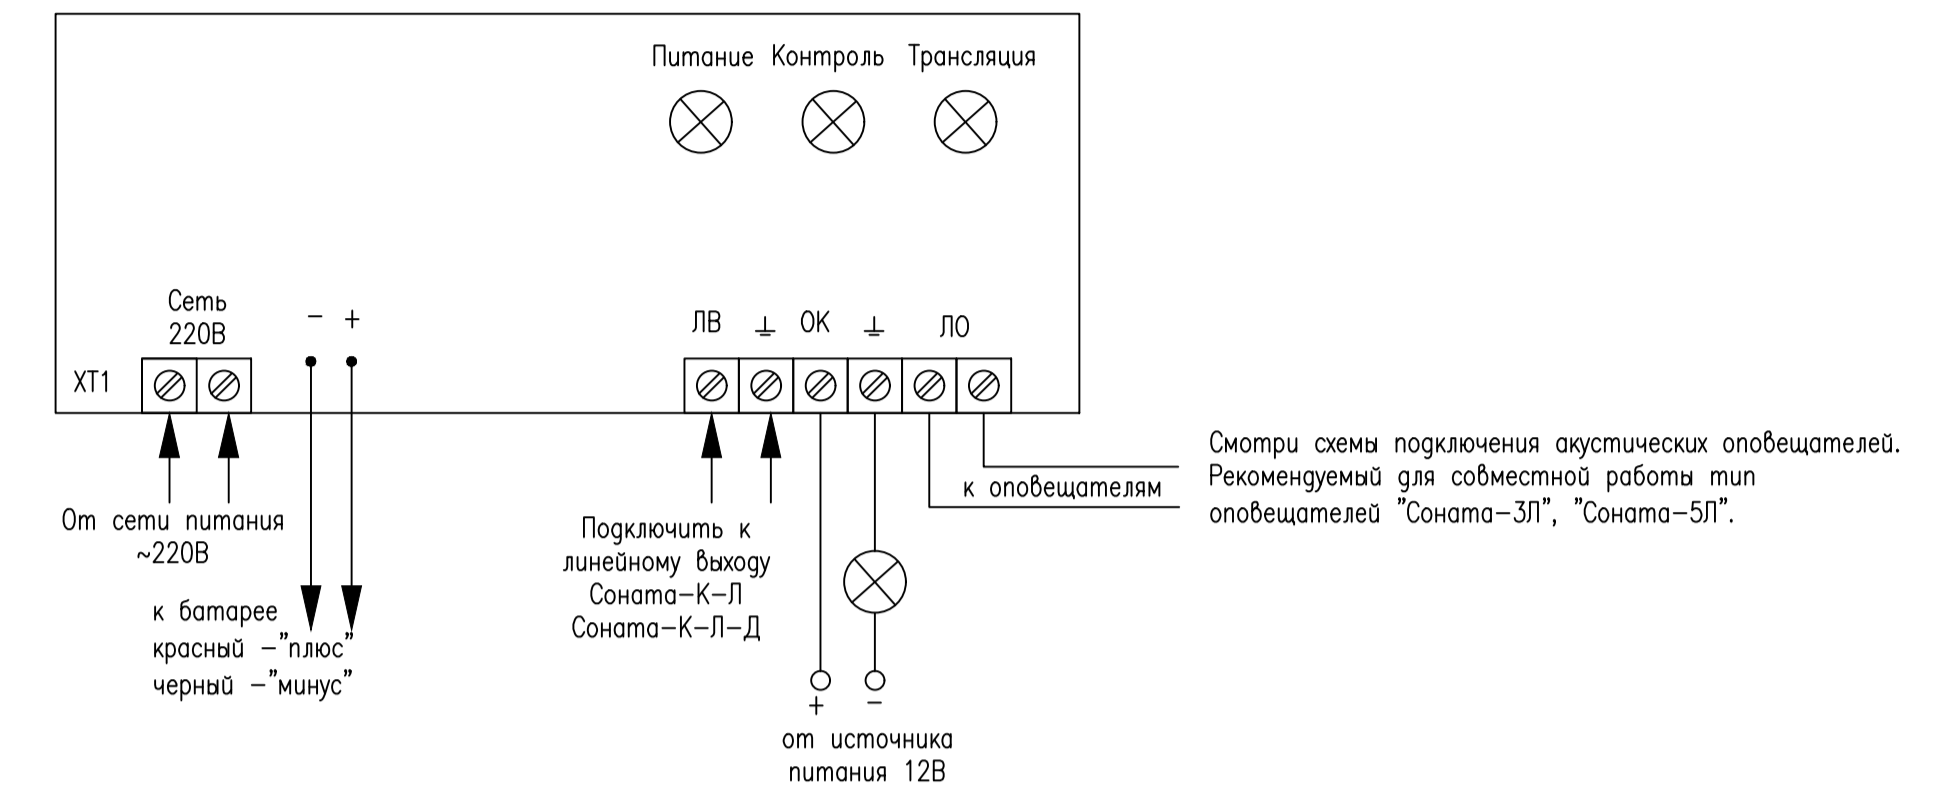 Питание Контроль Трансляция
Сеть
220В
− +
ЛВ ⏚ ОК ⏚ ЛО
XT1
От сети питания
~220В
к батарее
красный −"плюс"
черный −"минус"
Подключить к
линейному выходу
Соната−К−Л
Соната−К−Л−Д
+ −
от источника
питания 12В
к оповещателям
Смотри схемы подключения акустических оповещателей.
Рекомендуемый для совместной работы тип
оповещателей "Соната−3Л", "Соната−5Л".